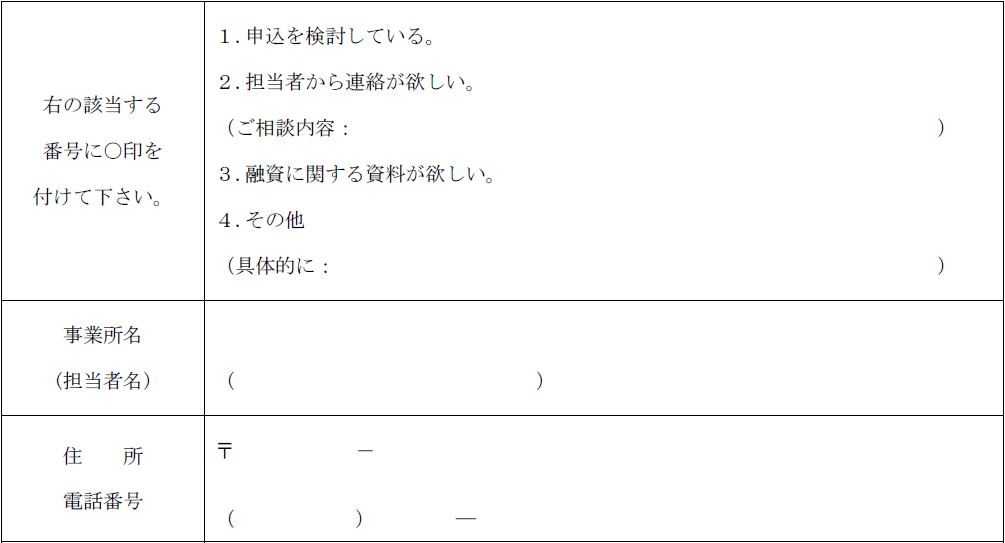 右の該当する
番号に○印を
付けて下さい。
１．申込を検討している。
２．担当者から連絡が欲しい。
（ご相談内容：　　　　　　　　　　　　　　　　　　　　　　　　　　　　　）
３．融資に関する資料が欲しい。
４．その他
（具体的に：　　　　　　　　　　　　　　　　　　　　　　　　　　　　　　）
事業所名
（担当者名）
（　　　　　　　　　　　　　　　）
住　　所
電話番号
〒　　　　　　－
（　　　　　　）　　　　―